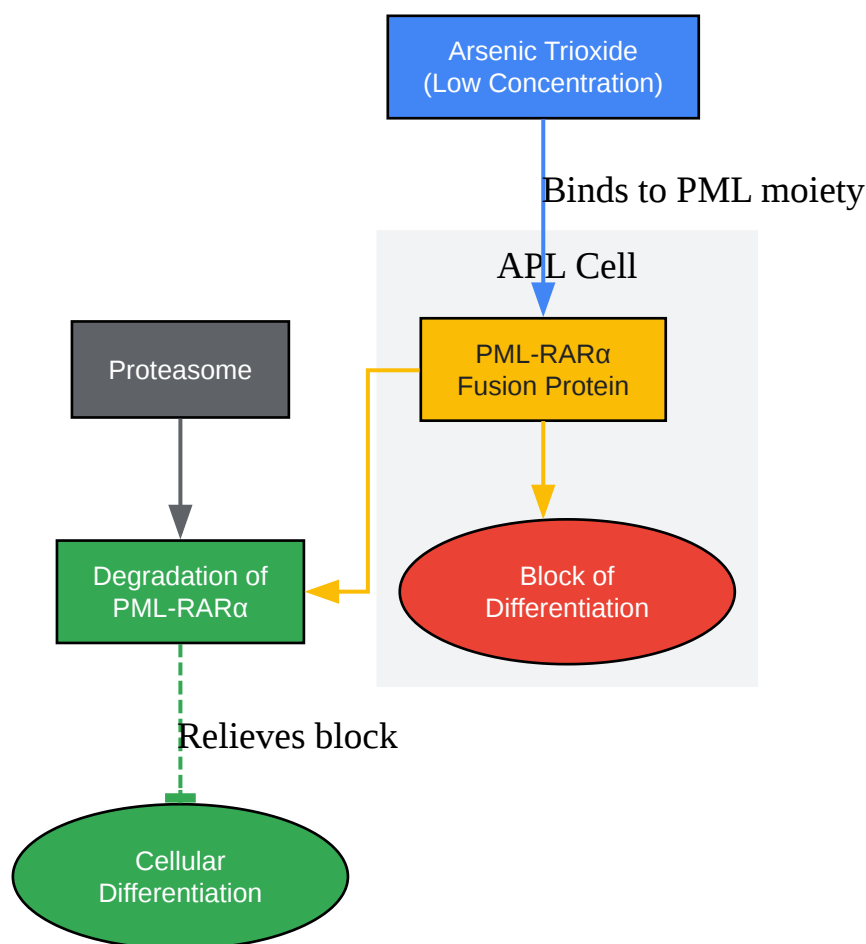 Arsenic Trioxide
(Low Concentration)
Binds to PML moiety
APL Cell
PML-RARα
Fusion Protein
Proteasome
Degradation of
PML-RARα
Block of
Differentiation
Relieves block
Cellular
Differentiation